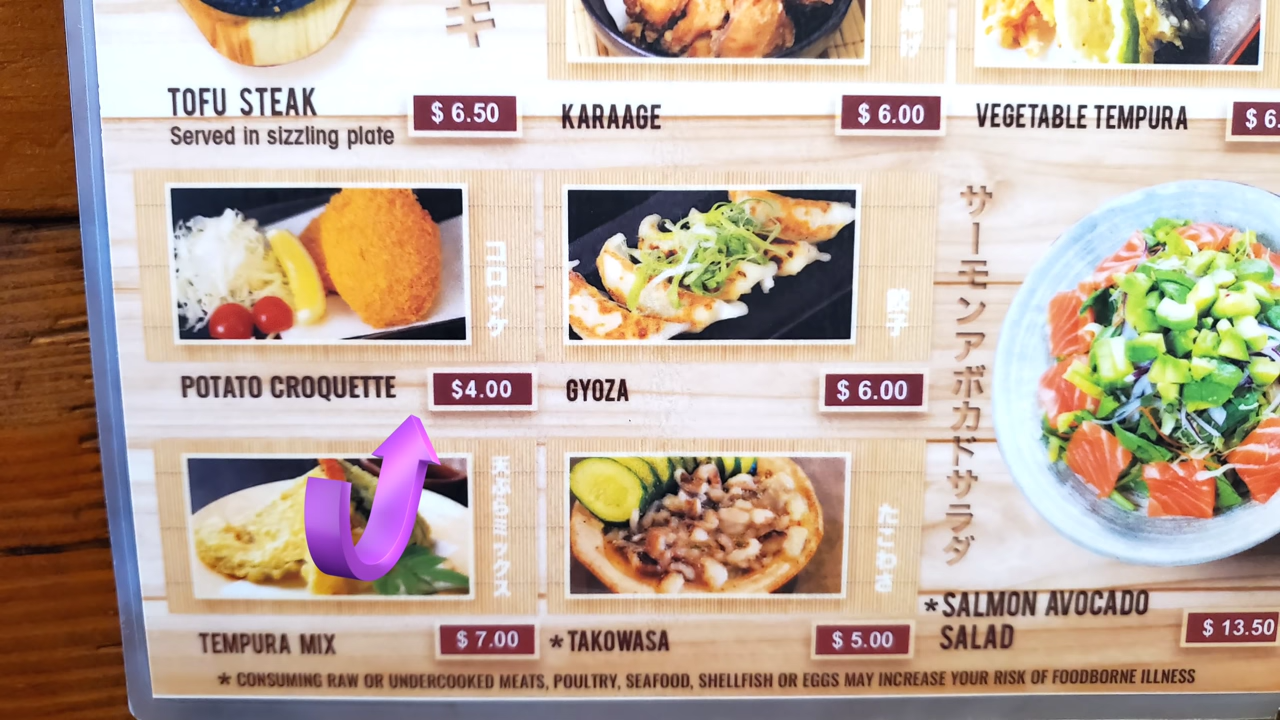 キ
TOFU STEAK
Served in sizzling plate
$ 6.50
KARAAGE
$ 6.00
VEGETABLE TEMPURA
$ 6.
コロッケ
POTATO CROQUETTE
$4.00
餃子
GYOZA
$ 6.00
サーモンアボカドサラダ
天ぷらミックス
TEMPURA MIX
$ 7.00
たこわさ
*TAKOWASA
$ 5.00
*SALMON AVOCADO
SALAD
$ 13.50
* CONSUMING RAW OR UNDERCOOKED MEATS, POULTRY, SEAFOOD, SHELLFISH OR EGGS MAY INCREASE YOUR RISK OF FOODBORNE ILLNESS